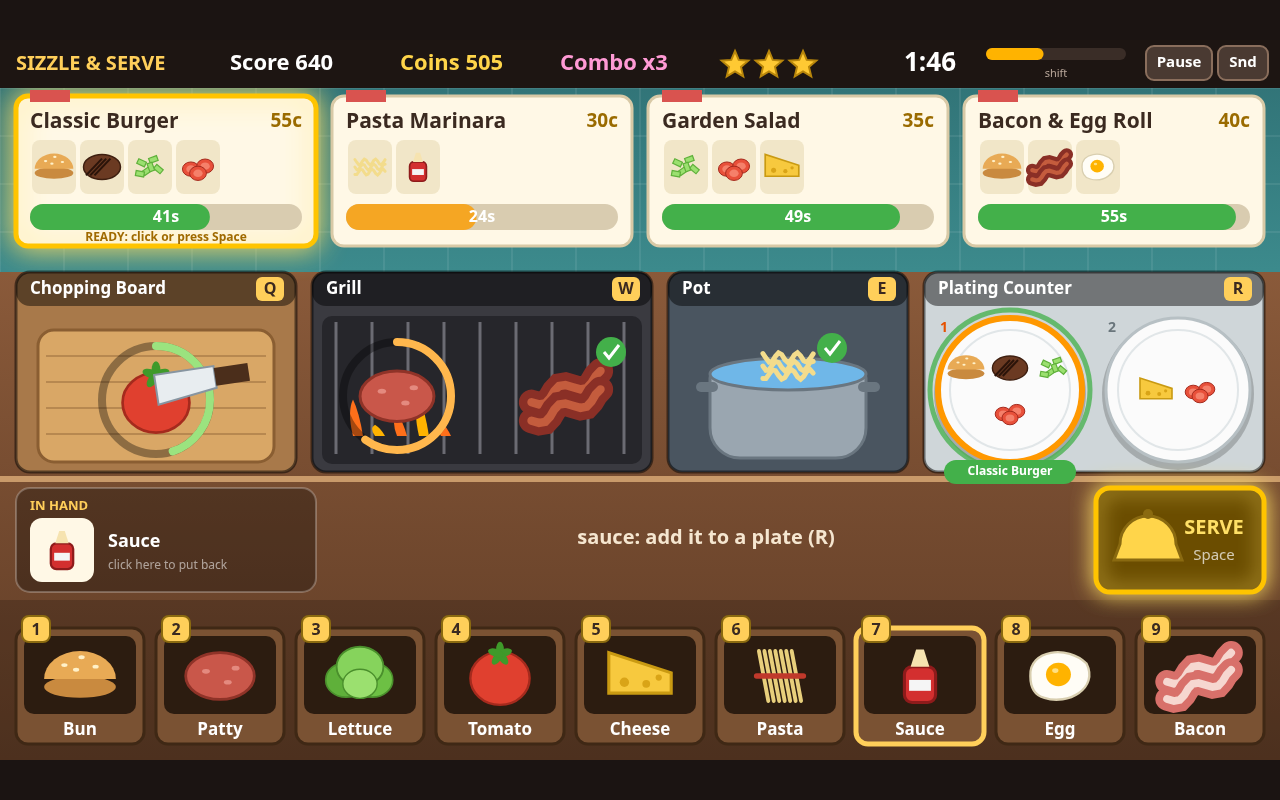 SIZZLE & SERVE
Score 640
Coins 505
Combo x3
1:46
shift
Pause
Snd
Classic Burger 55c
41s
READY: click or press Space
Pasta Marinara 30c
24s
Garden Salad 35c
49s
Bacon & Egg Roll 40c
55s
Chopping Board Q
Grill W
Pot E
Plating Counter R
1
2
Classic Burger
IN HAND
Sauce
click here to put back
sauce: add it to a plate (R)
SERVE
Space
1
Bun
2
Patty
3
Lettuce
4
Tomato
5
Cheese
6
Pasta
7
Sauce
8
Egg
9
Bacon